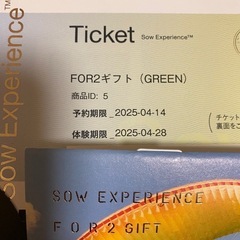 Sow Experience™
Ticket Sow Experience™
FOR2ギフト（GREEN）
商品ID: 5
予約期限_2025-04-14
体験期限_2025-04-28
チケット
裏面をご
SOW EXPERIENCE
FOR2 GIFT